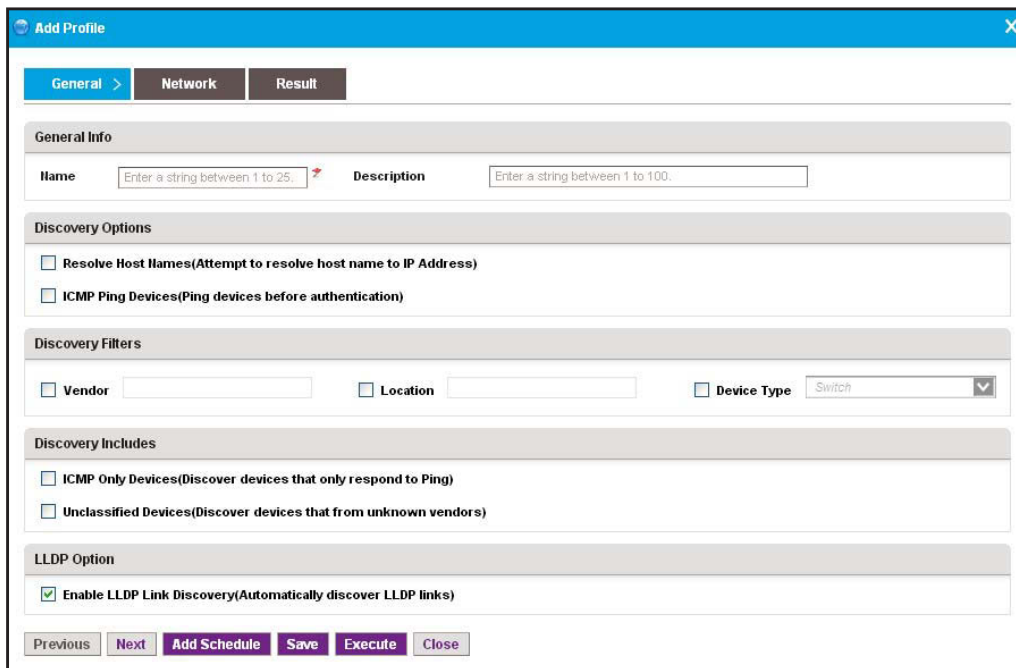 Add Profile
X
General > Network Result
General Info
Name Enter a string between 1 to 25. * Description Enter a string between 1 to 100.
Discovery Options
Resolve Host Names(Attempt to resolve host name to IP Address)
ICMP Ping Devices(Ping devices before authentication)
Discovery Filters
Vendor Location Device Type Switch
Discovery Includes
ICMP Only Devices(Discover devices that only respond to Ping)
Unclassified Devices(Discover devices that from unknown vendors)
LLDP Option
Enable LLDP Link Discovery(Automatically discover LLDP links)
Previous Next Add Schedule Save Execute Close